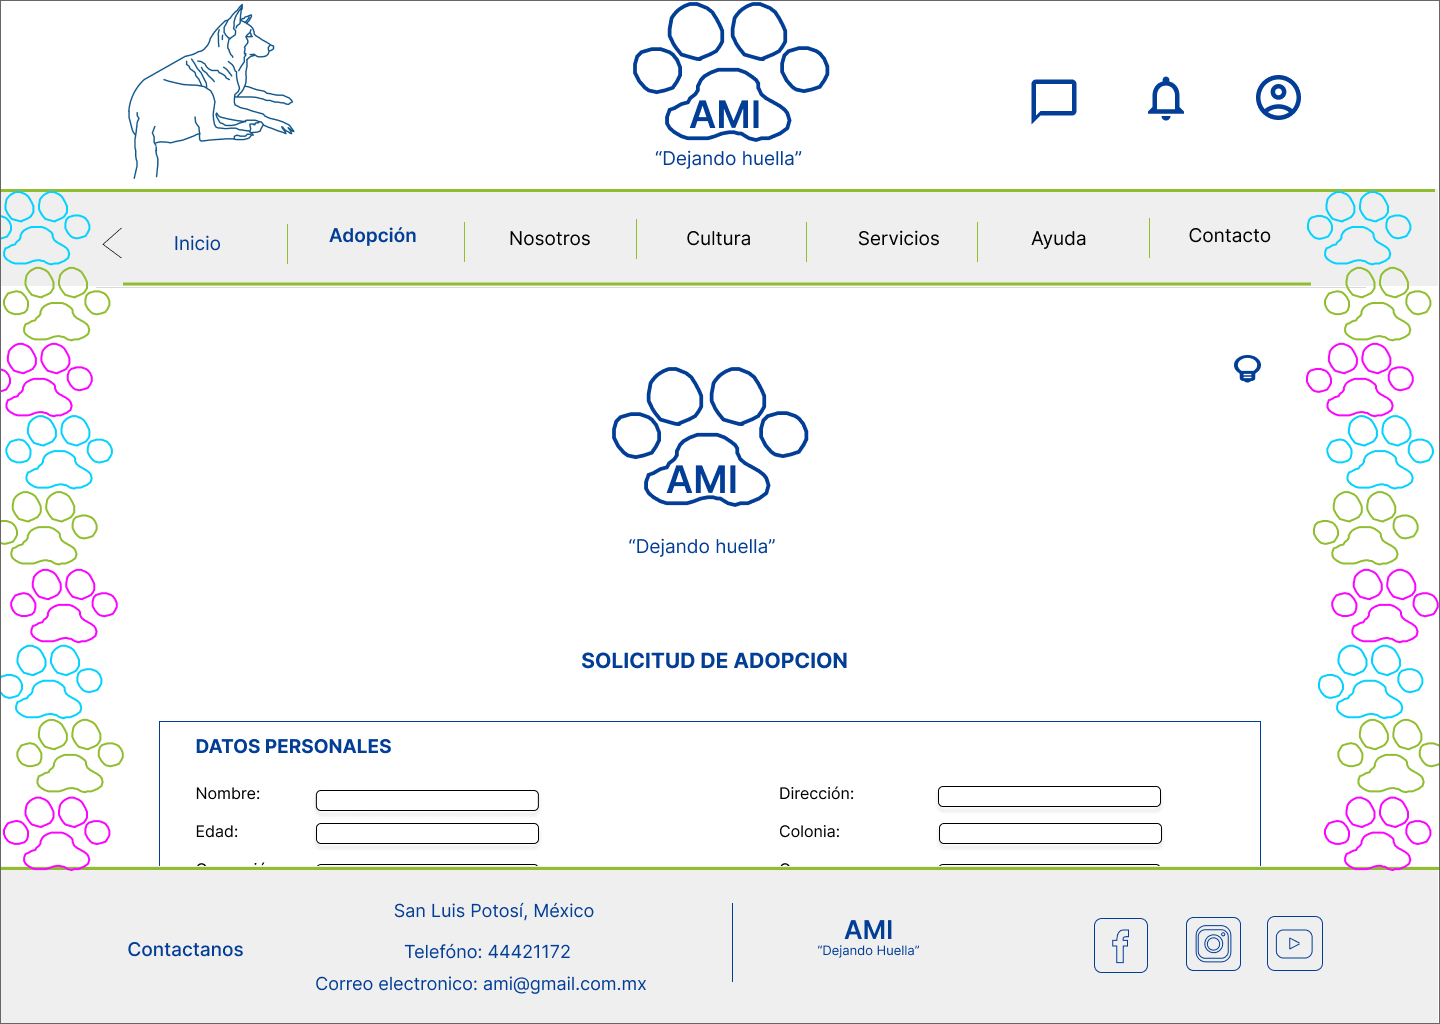 AMI
“Dejando huella”
Inicio
Adopción
Nosotros
Cultura
Servicios
Ayuda
Contacto
AMI
“Dejando huella”
SOLICITUD DE ADOPCION
DATOS PERSONALES
Nombre:
Dirección:
Edad:
Colonia:
San Luis Potosí, México
Contactanos
Telefóno: 44421172
Correo electronico: ami@gmail.com.mx
AMI
“Dejando Huella”